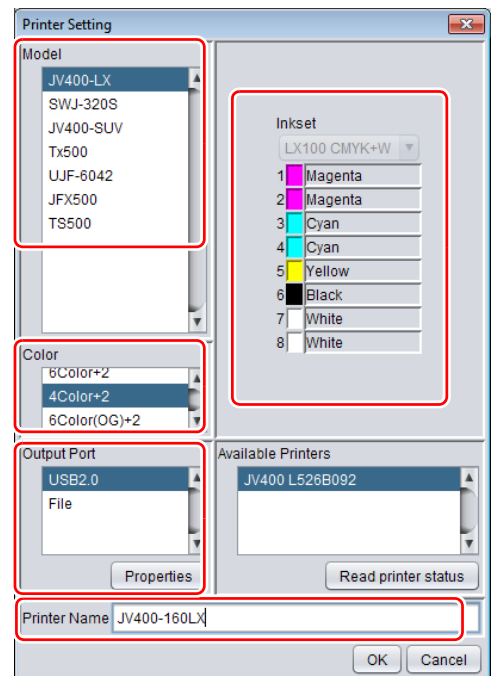 Printer Setting
Model
JV400-LX
SWJ-320S
JV400-SUV
Tx500
UJF-6042
JFX500
TS500
Inkset
LX100 CMYK+W
1 Magenta
2 Magenta
3 Cyan
4 Cyan
5 Yellow
6 Black
7 White
8 White
Color
6Color+2
4Color+2
6Color(OG)+2
Output Port
USB2.0
File
Properties
Available Printers
JV400 L526B092
Read printer status
Printer Name JV400-160LX
OK Cancel